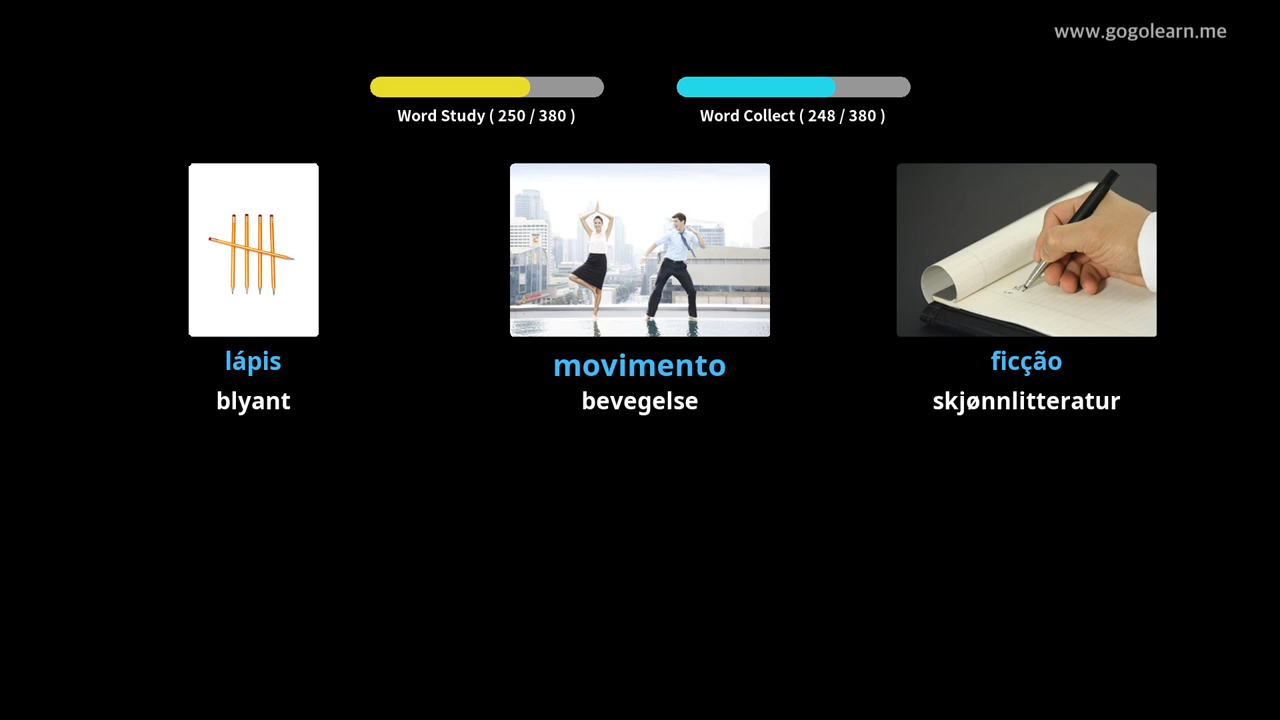 www.gogolearn.me
Word Study ( 250 / 380 )
Word Collect ( 248 / 380 )
lápis
blyant
movimento
bevegelse
ficção
skjønnlitteratur